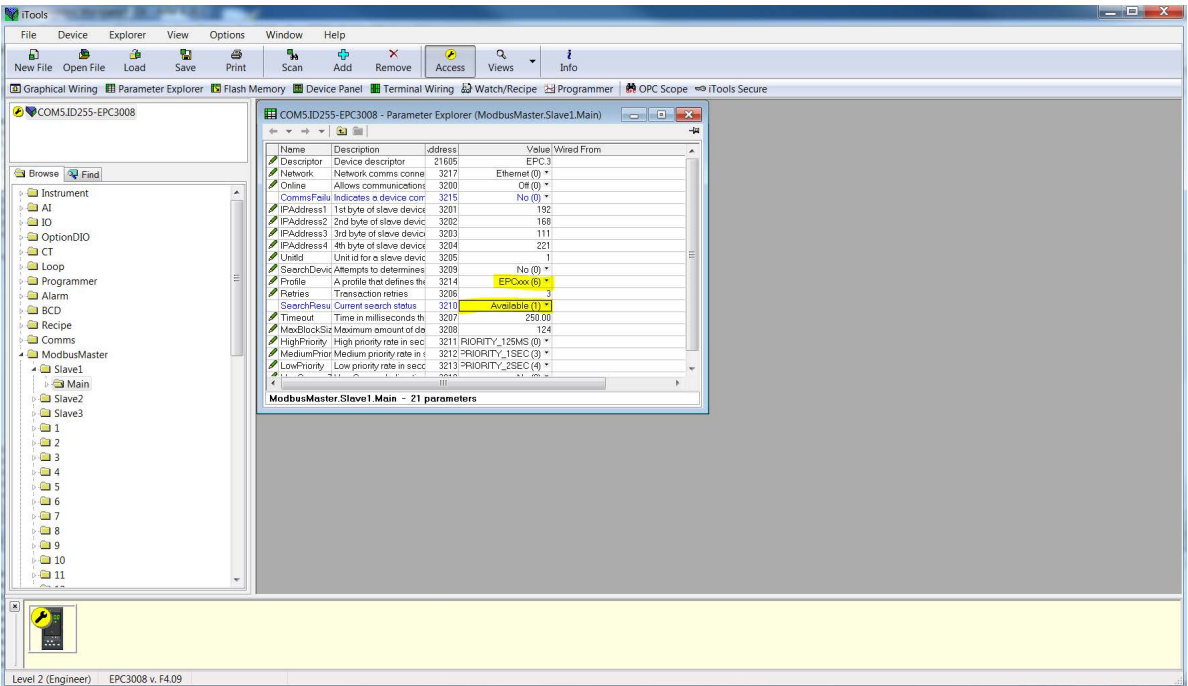 iTools
File Device Explorer View Options Window Help
New File Open File Load Save Print Scan Add Remove Access Views Info
Graphical Wiring Parameter Explorer Flash Memory Device Panel Terminal Wiring Watch/Recipe Programmer OPC Scope iTools Secure
COM5.ID255-EPC3008
Browse Find
Instrument
AI
IO
OptionDIO
CT
Loop
Programmer
Alarm
BCD
Recipe
Comms
ModbusMaster
Slave1
Main
Slave2
Slave3
1
2
3
4
5
6
7
8
9
10
11
COM5.ID255-EPC3008 - Parameter Explorer (ModbusMaster.Slave1.Main)
Name Description ddress Value Wired From
Descriptor Device descriptor 21605 EPC.3
Network Network comms conne 3217 Ethernet (0)
Online Allows communications 3200 Off (0)
CommsFailu Indicates a device com 3215 No (0)
IPAddress1 1st byte of slave device 3201 192
IPAddress2 2nd byte of slave devic 3202 168
IPAddress3 3rd byte of slave devic 3203 111
IPAddress4 4th byte of slave device 3204 221
UnitId Unit id for a slave devic 3205 1
SearchDevic Attempts to determines 3209 No (0)
Profile A profile that defines the 3214 EPCxxx (6)
Retries Transaction retries 3206 3
SearchResu Current search status 3210 Available (1)
Timeout Time in milliseconds th 3207 250.00
MaxBlockSiz Maximum amount of da 3208 124
HighPriority High priority rate in sec 3211 RIORITY_125MS (0)
MediumPrior Medium priority rate in s 3212 PRIORITY_1SEC (3)
LowPriority Low priority rate in secc 3213 PRIORITY_2SEC (4)
ModbusMaster.Slave1.Main - 21 parameters
Level 2 (Engineer) EPC3008 v. F4.09